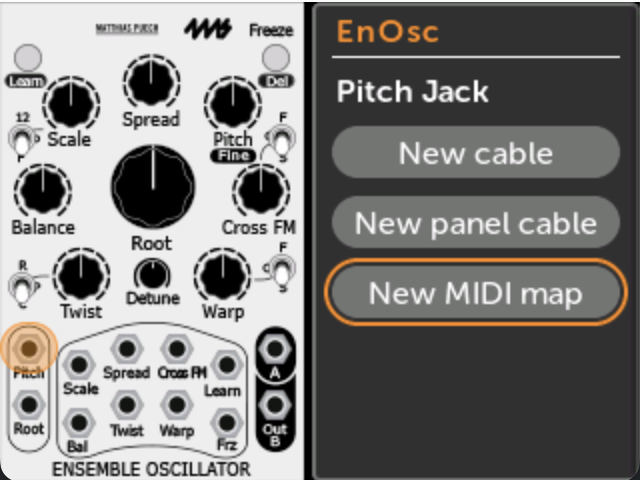 MATTHIAS PUECH
Freeze
Learn
Del
12
Scale
Spread
Pitch
Fine
F
S
F
Balance
Root
Cross FM
R
P
Twist
Detune
Warp
F
S
Pitch
Scale
Spread
Cross FM
Learn
A
Root
Bal
Twist
Warp
Frz
Out
B
ENSEMBLE OSCILLATOR
EnOsc
Pitch Jack
New cable
New panel cable
New MIDI map